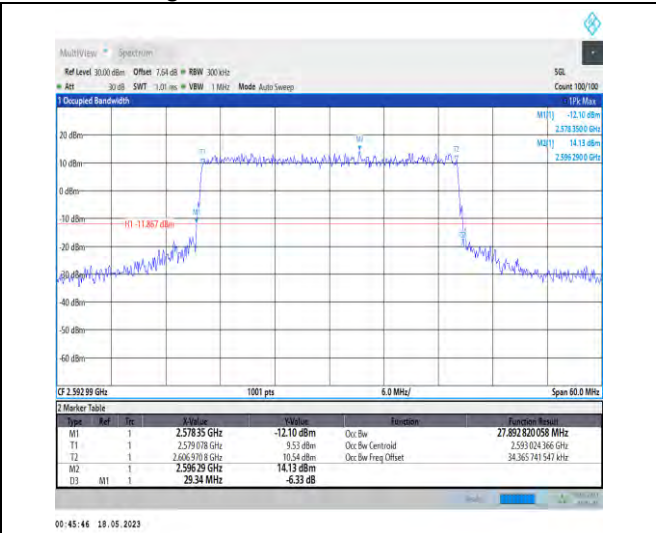 MultiView Spectrum
Ref Level 30.00 dBm Offset 7.64 dB RBW 300 kHz SGL
Att 30 dB SWT 1.01 ms VBW 1 MHz Mode Auto Sweep Count 100/100
1 Occupied Bandwidth 1Pk Max
M1[1] -12.10 dBm
2.578 3500 GHz
20 dBm M2[1] 14.13 dBm
2.596 2900 GHz
M2
T1 T2
10 dBm
0 dBm
M1
-10 dBm
H1 -11.867 dBm
-20 dBm
-30 dBm
-40 dBm
-50 dBm
-60 dBm
CF 2.592 99 GHz 1001 pts 6.0 MHz/ Span 60.0 MHz
2 Marker Table
Type Ref Trc X-Value Y-Value Function Function Result
M1 1 2.578 35 GHz -12.10 dBm Occ Bw 27.892 820 058 MHz
T1 1 2.579 078 GHz 9.53 dBm Occ Bw Centroid 2.593 024 366 GHz
T2 1 2.606 970 8 GHz 10.54 dBm Occ Bw Freq Offset 34.365 741 547 kHz
M2 1 2.596 29 GHz 14.13 dBm
D3 M1 1 29.34 MHz -6.33 dB
00:45:46 18.05.2023